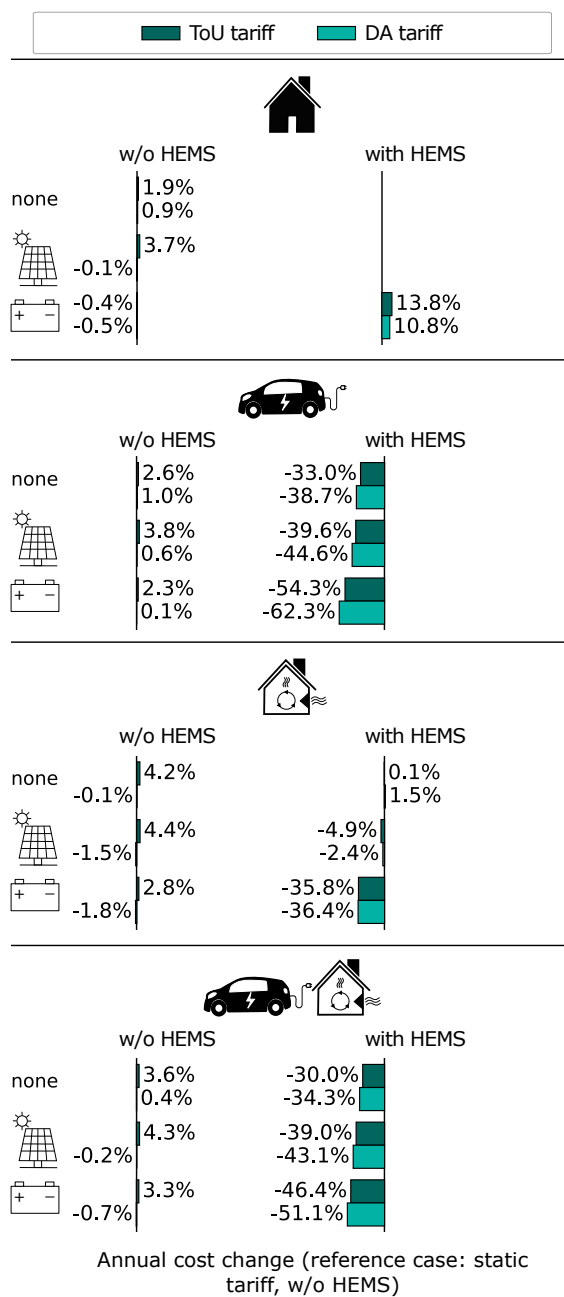 ToU tariff DA tariff
w/o HEMS with HEMS
none 1.9%
0.9%
3.7%
-0.1%
+ − -0.4% 13.8%
-0.5% 10.8%
w/o HEMS with HEMS
none 2.6% -33.0%
1.0% -38.7%
3.8% -39.6%
0.6% -44.6%
+ − 2.3% -54.3%
0.1% -62.3%
w/o HEMS with HEMS
none 4.2% 0.1%
-0.1% 1.5%
4.4% -4.9%
-1.5% -2.4%
+ − 2.8% -35.8%
-1.8% -36.4%
w/o HEMS with HEMS
none 3.6% -30.0%
0.4% -34.3%
4.3% -39.0%
-0.2% -43.1%
+ − 3.3% -46.4%
-0.7% -51.1%
Annual cost change (reference case: static
tariff, w/o HEMS)